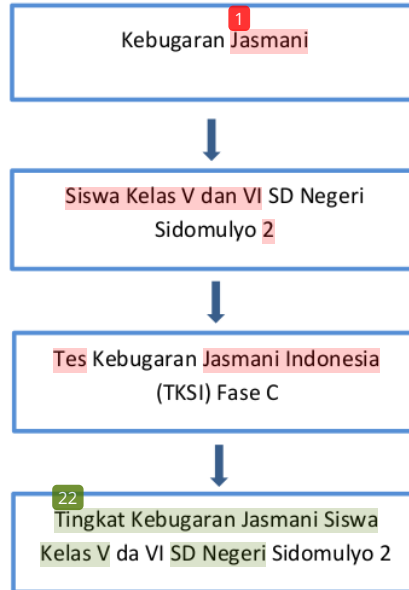 1
Kebugaran Jasmani
Siswa Kelas V dan VI SD Negeri
Sidomulyo 2
Tes Kebugaran Jasmani Indonesia
(TKSI) Fase C
22
Tingkat Kebugaran Jasmani Siswa
Kelas V da VI SD Negeri Sidomulyo 2